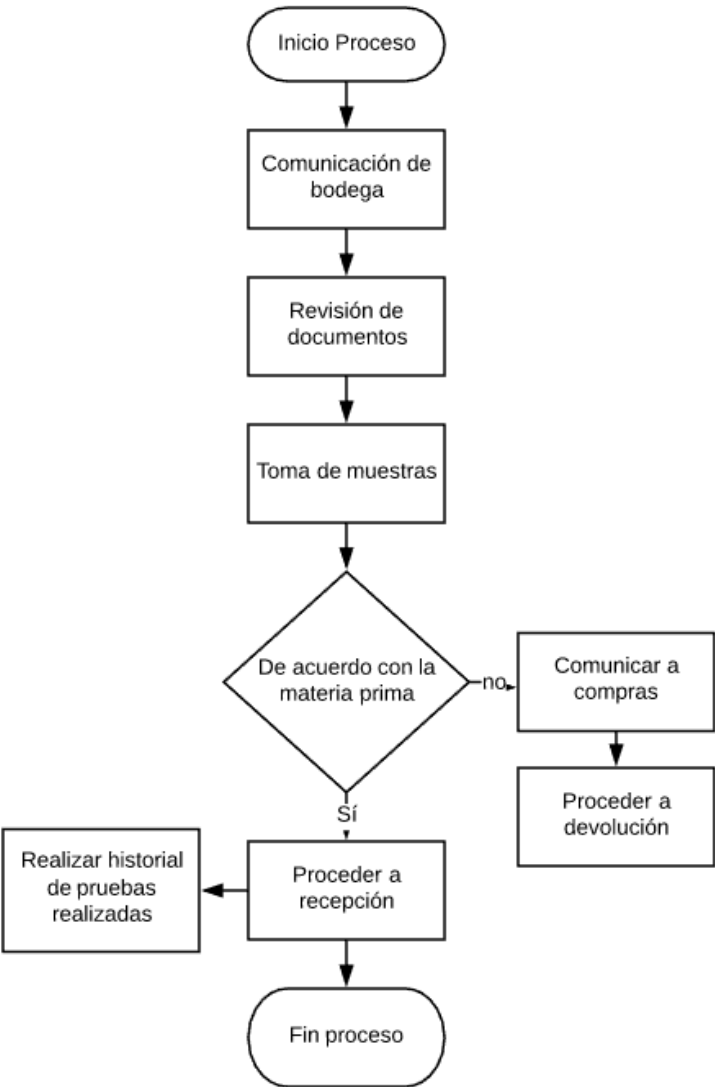 Inicio Proceso
Comunicación de
bodega
Revisión de
documentos
Toma de muestras
De acuerdo con la
materia prima
no
Comunicar a
compras
Proceder a
devolución
Sí
Realizar historial
de pruebas
realizadas
Proceder a
recepción
Fin proceso